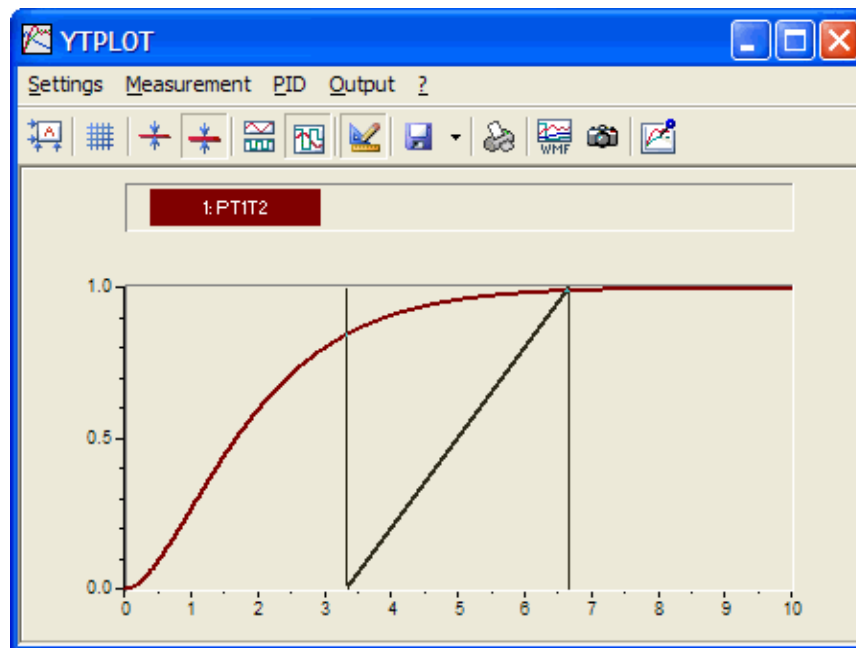 YTPLOT
Settings Measurement PID Output ?
A
WMF
1: PT1T2
1.0
0.5
0.0
0 1 2 3 4 5 6 7 8 9 10